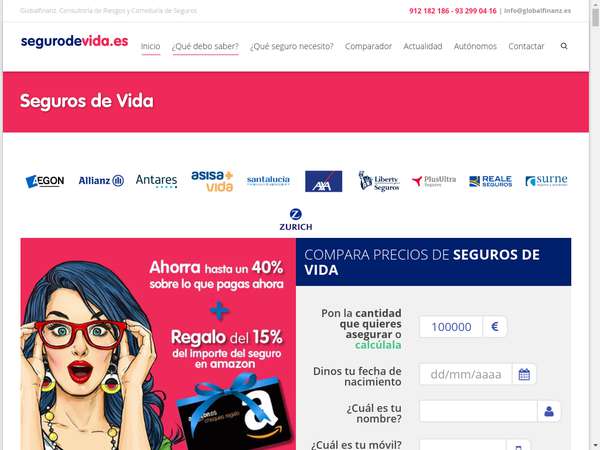 Globalfinanz, Consultoría de Riesgos y Correduría de Seguros
912 182 186 - 93 299 04 16 | info@globalfinanz.es
segurodevida.es
Inicio ¿Qué debo saber? ¿Qué seguro necesito? Comparador Actualidad Autónomos Contactar
Seguros de Vida
AEGON Allianz Antares asisa+ vida santalucía AXA Liberty Seguros PlusUltra Seguros REALE SEGUROS surne
ZURICH
Ahorra hasta un 40%
sobre lo que pagas ahora
+
Regalo del 15%
del importe del seguro
en amazon
cheques regalo
a
COMPARA PRECIOS DE SEGUROS DE
VIDA
Pon la cantidad
que quieres
asegurar o
calcúlala
100000 €
Dinos tu fecha de
nacimiento
dd/mm/aaaa
¿Cuál es tu
nombre?
¿Cuál es tu móvil?